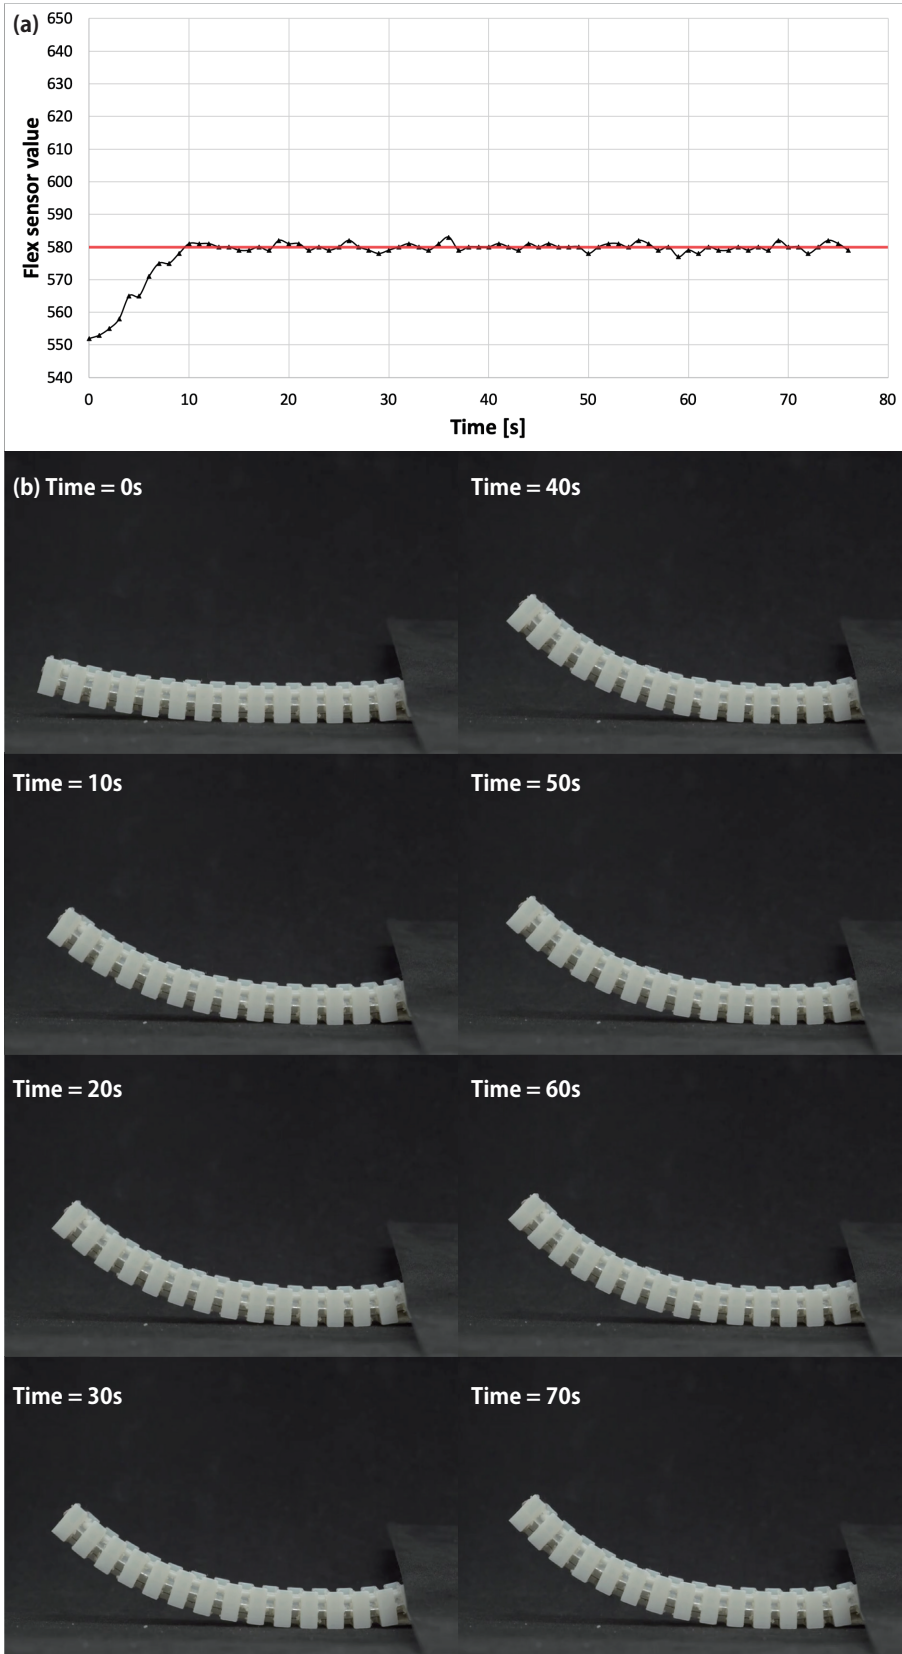 (a)
Flex sensor value
650
640
630
620
610
600
590
580
570
560
550
540
0 10 20 30 40 50 60 70 80
Time [s]
(b) Time = 0s
Time = 40s
Time = 10s
Time = 50s
Time = 20s
Time = 60s
Time = 30s
Time = 70s